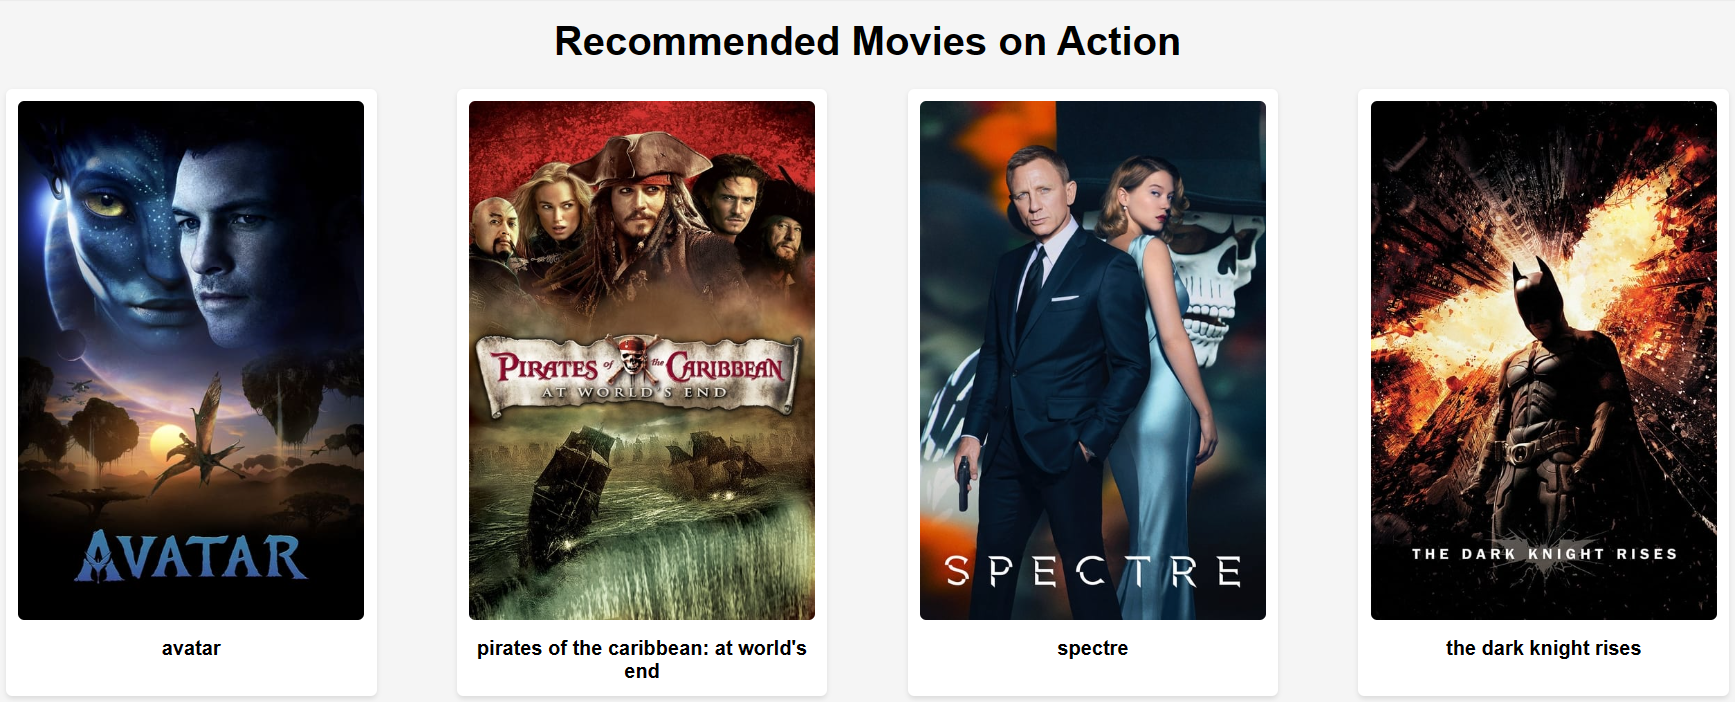 Recommended Movies on Action
AVATAR
PIRATES of the CARIBBEAN
AT WORLD'S END
SPECTRE
THE DARK KNIGHT RISES
avatar
pirates of the caribbean: at world's
end
spectre
the dark knight rises